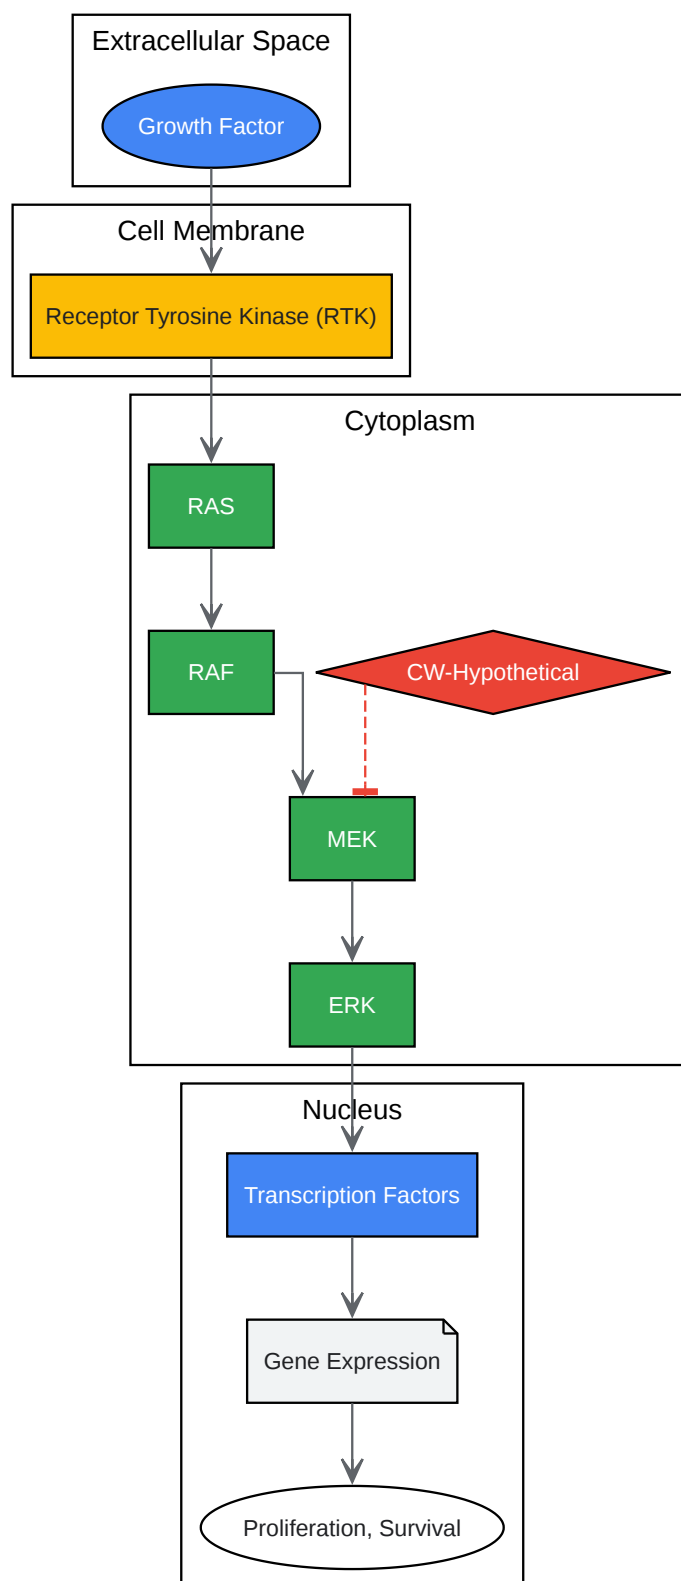 Extracellular Space
Growth Factor
Cell Membrane
Receptor Tyrosine Kinase (RTK)
Cytoplasm
RAS
RAF
CW-Hypothetical
MEK
ERK
Nucleus
Transcription Factors
Gene Expression
Proliferation, Survival